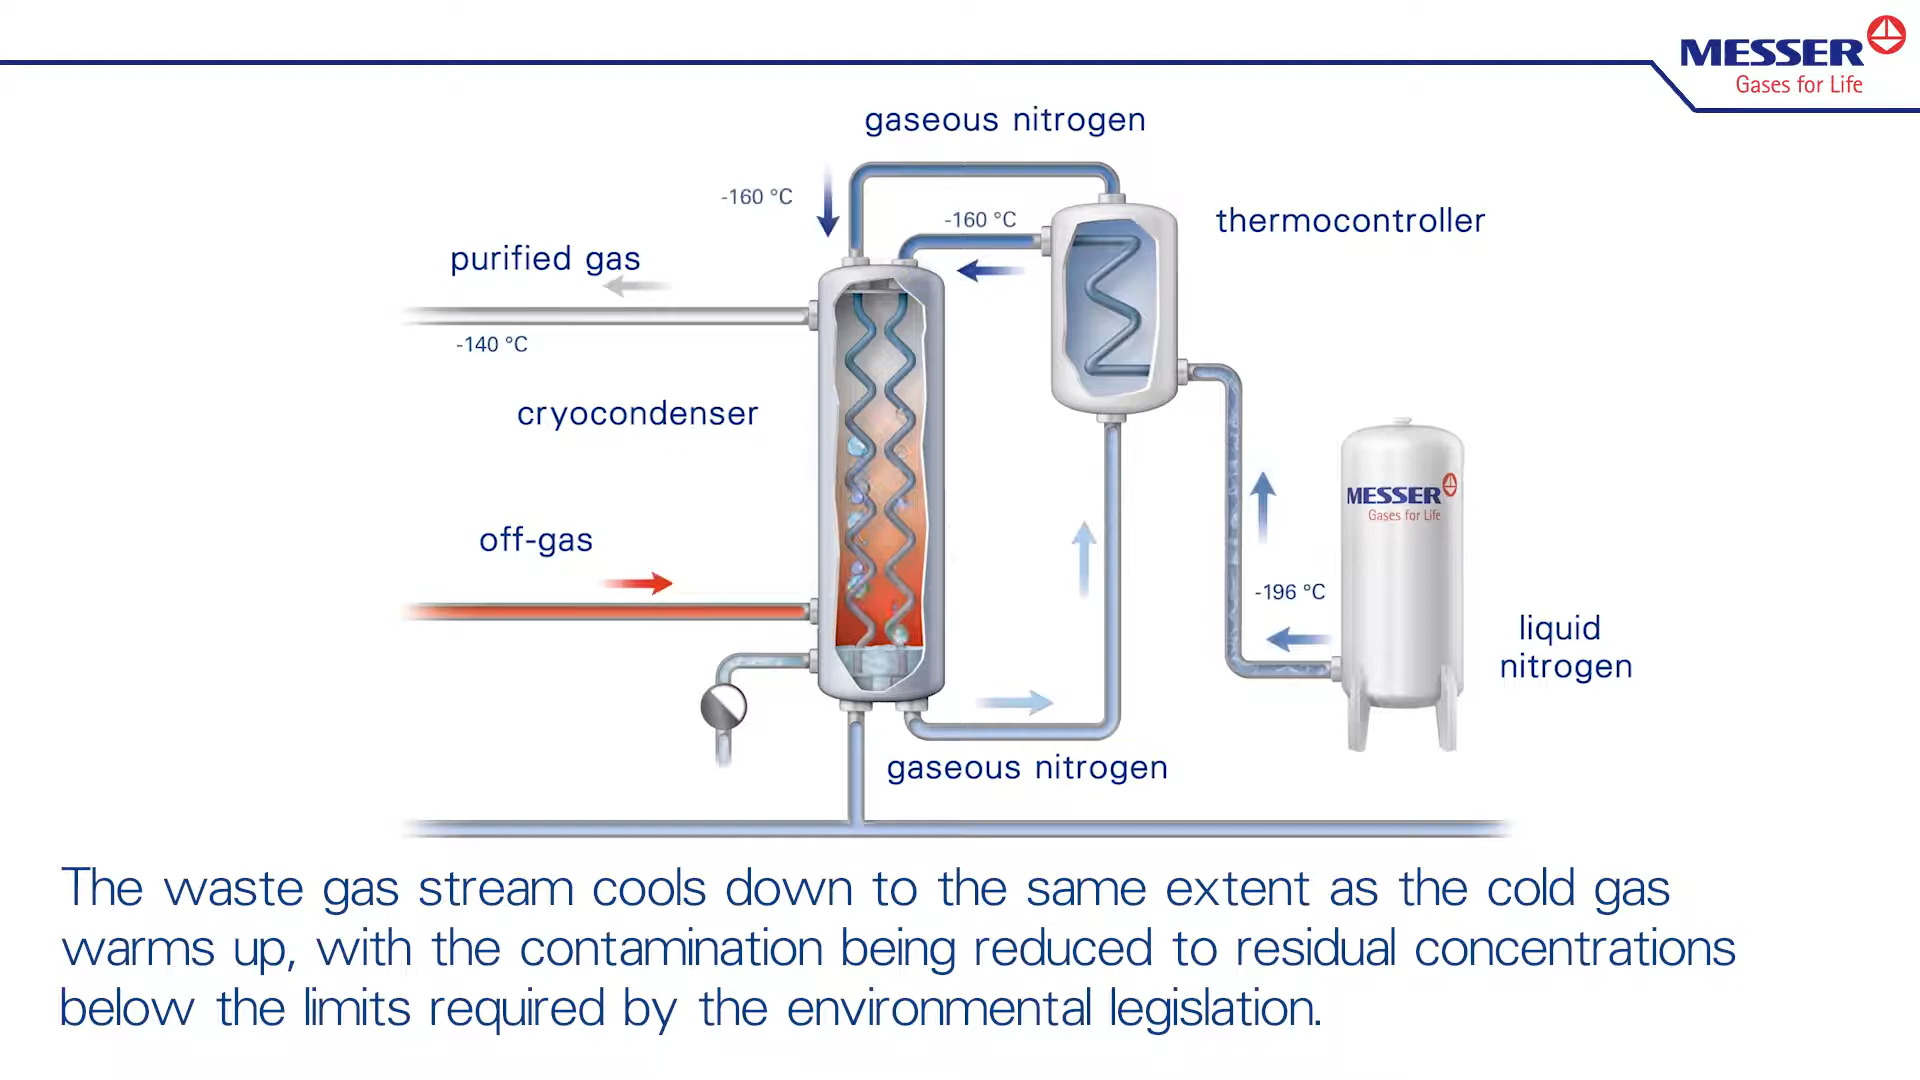 MESSER
Gases for Life
gaseous nitrogen
-160 °C
-160 °C
thermocontroller
purified gas
-140 °C
cryocondenser
MESSER
Gases for Life
off-gas
-196 °C
liquid
nitrogen
gaseous nitrogen
The waste gas stream cools down to the same extent as the cold gas
warms up, with the contamination being reduced to residual concentrations
below the limits required by the environmental legislation.